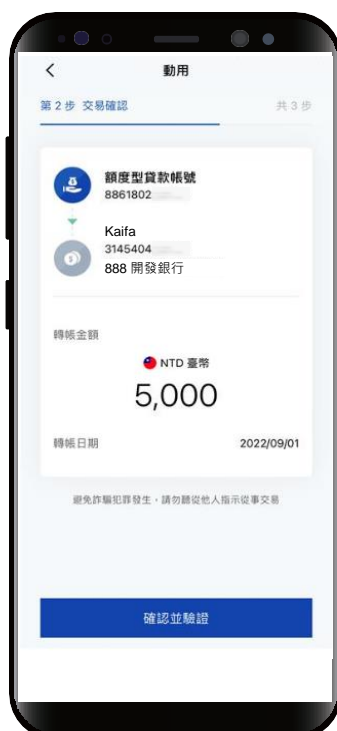 動用
第 2 步 交易確認
共 3 步
額度型貸款帳號
8861802
Kaifa
3145404
888 開發銀行
轉帳金額
NTD 臺幣
5,000
轉帳日期
2022/09/01
避免詐騙犯罪發生，請勿聽從他人指示從事交易
確認並驗證